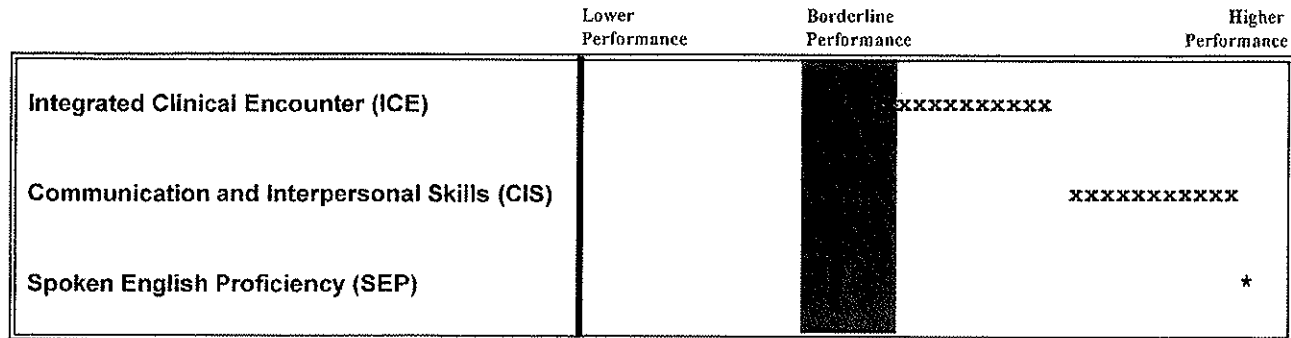 Lower Performance
Borderline Performance
Higher Performance
Integrated Clinical Encounter (ICE)
xxxxxxxxxx
Communication and Interpersonal Skills (CIS)
xxxxxxxxxxx
Spoken English Proficiency (SEP)
*